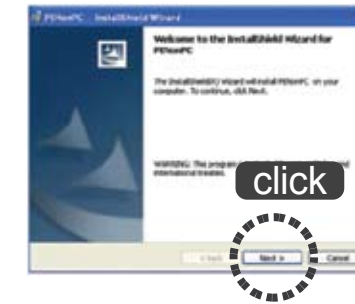 PENonPC InstallShield Wizard
Welcome to the InstallShield Wizard for
PENonPC
The InstallShield(R) Wizard will install PENonPC on your
computer. To continue, click Next.
WARNING: This program
international treaties.
click
< Back
Next >
Cancel